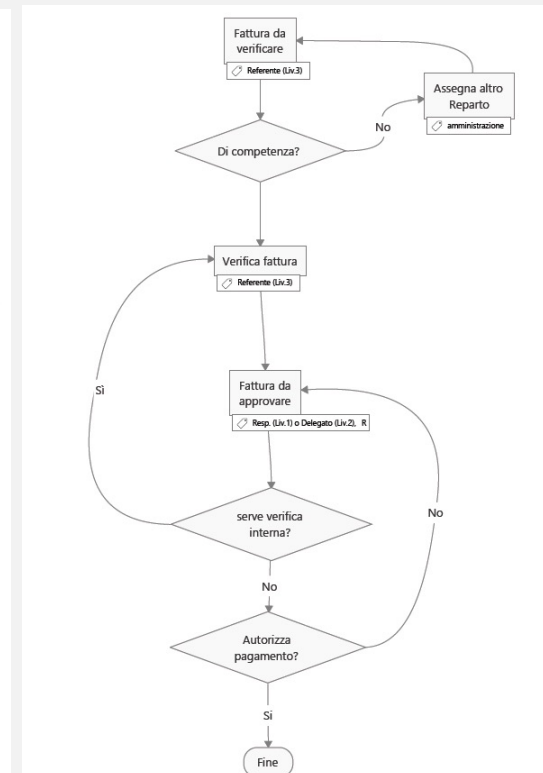 Fattura da
verificare
Referente (Liv.3)
Assegna altro
Reparto
amministrazione
No
Di competenza?
Verifica fattura
Referente (Liv.3)
Fattura da
approvare
Resp. (Liv.1) o Delegato (Liv.2), R
Sì
serve verifica
interna?
No
No
Autorizza
pagamento?
Si
Fine